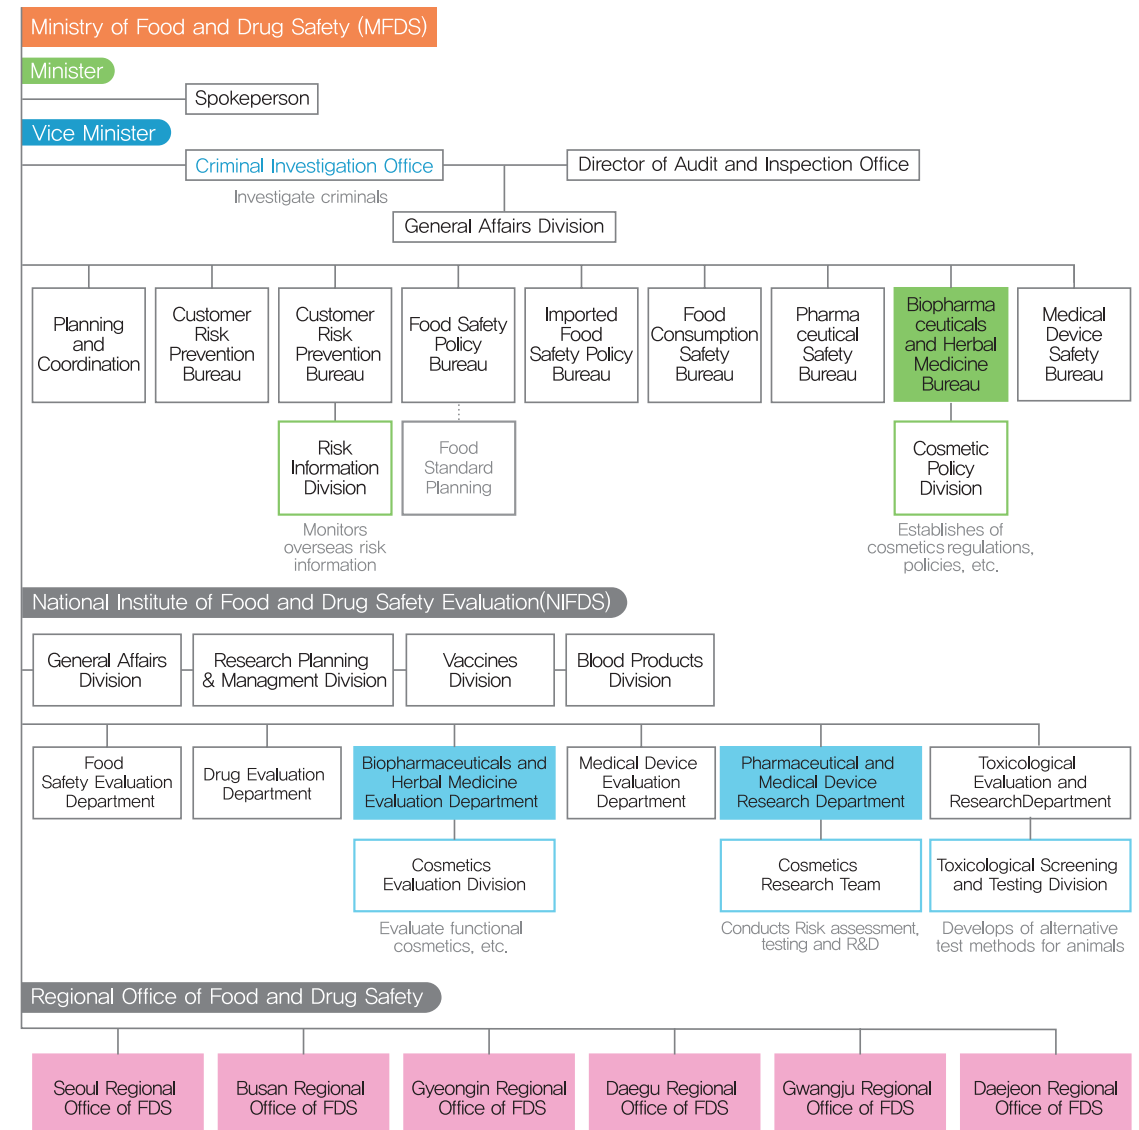 Ministry of Food and Drug Safety (MFDS)
Minister
Spokeperson
Vice Minister
Criminal Investigation Office
Director of Audit and Inspection Office
Investigate criminals
General Affairs Division
Planning
and
Coordination
Customer
Risk
Prevention
Bureau
Customer
Risk
Prevention
Bureau
Food Safety
Policy
Bureau
Imported
Food
Safety Policy
Bureau
Food
Consumption
Safety
Bureau
Pharma
ceutical
Safety
Bureau
Biopharma
ceuticals
and Herbal
Medicine
Bureau
Medical
Device
Safety
Bureau
Risk
Information
Division
Food
Standard
Planning
Cosmetic
Policy
Division
Monitors
overseas risk
information
Establishes of
cosmetics regulations,
policies, etc.
National Institute of Food and Drug Safety Evaluation(NIFDS)
General Affairs
Division
Research Planning
& Managment Division
Vaccines
Division
Blood Products
Division
Food
Safety Evaluation
Department
Drug Evaluation
Department
Biopharmaceuticals and
Herbal Medicine
Evaluation Department
Medical Device
Evaluation
Department
Pharmaceutical and
Medical Device
Research Department
Toxicological
Evaluation and
ResearchDepartment
Cosmetics
Evaluation Division
Cosmetics
Research Team
Toxicological Screening
and Testing Division
Evaluate functional
cosmetics, etc.
Conducts Risk assessment,
testing and R&D
Develops of alternative
test methods for animals
Regional Office of Food and Drug Safety
Seoul Regional
Office of FDS
Busan Regional
Office of FDS
Gyeongin Regional
Office of FDS
Daegu Regional
Office of FDS
Gwangju Regional
Office of FDS
Daejeon Regional
Office of FDS